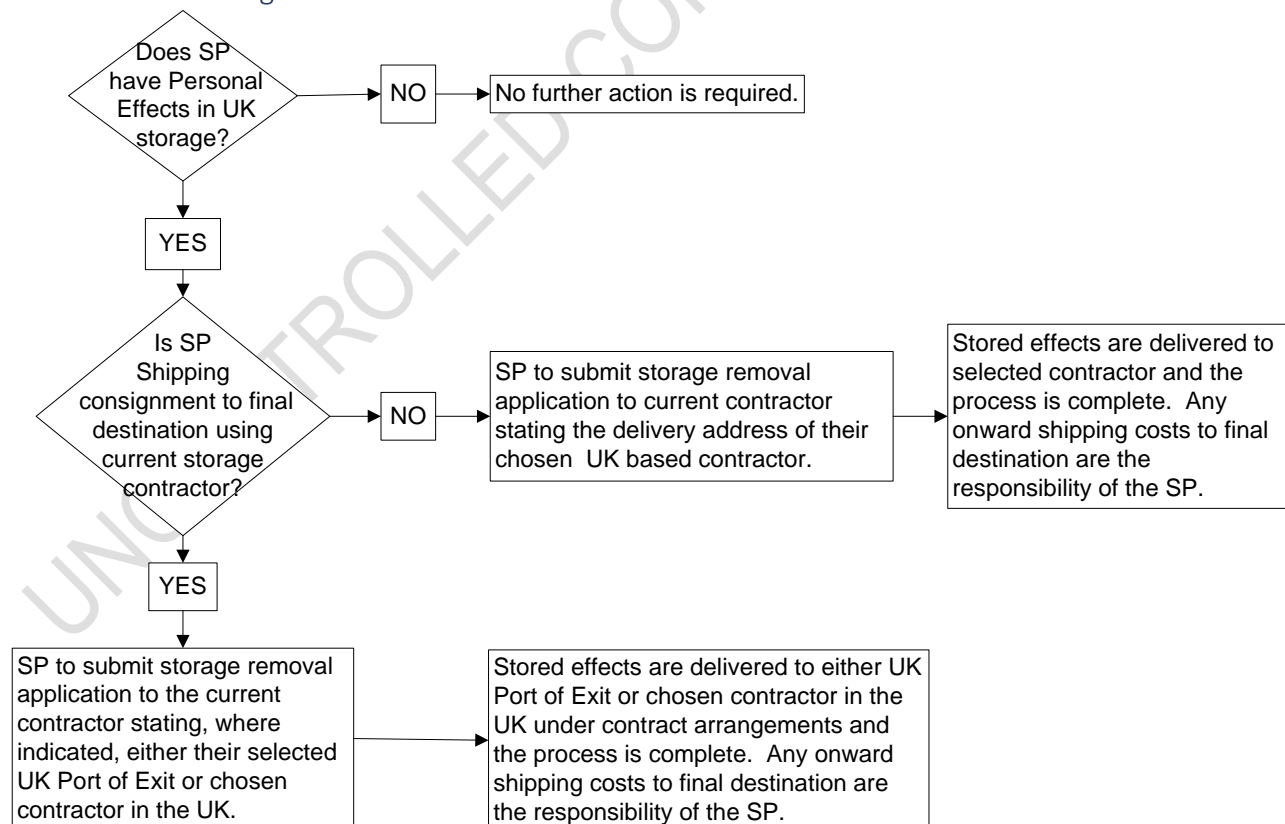 Does SP
have Personal
Effects in UK
storage?
NO
No further action is required.
YES
Is SP
Shipping
consignment to final
destination using
current storage
contractor?
NO
SP to submit storage removal
application to current contractor
stating the delivery address of their
chosen UK based contractor.
Stored effects are delivered to
selected contractor and the
process is complete. Any
onward shipping costs to final
destination are the
responsibility of the SP.
YES
SP to submit storage removal
application to the current
contractor stating, where
indicated, either their selected
UK Port of Exit or chosen
contractor in the UK.
Stored effects are delivered to either UK
Port of Exit or chosen contractor in the
UK under contract arrangements and
the process is complete. Any onward
shipping costs to final destination are
the responsibility of the SP.